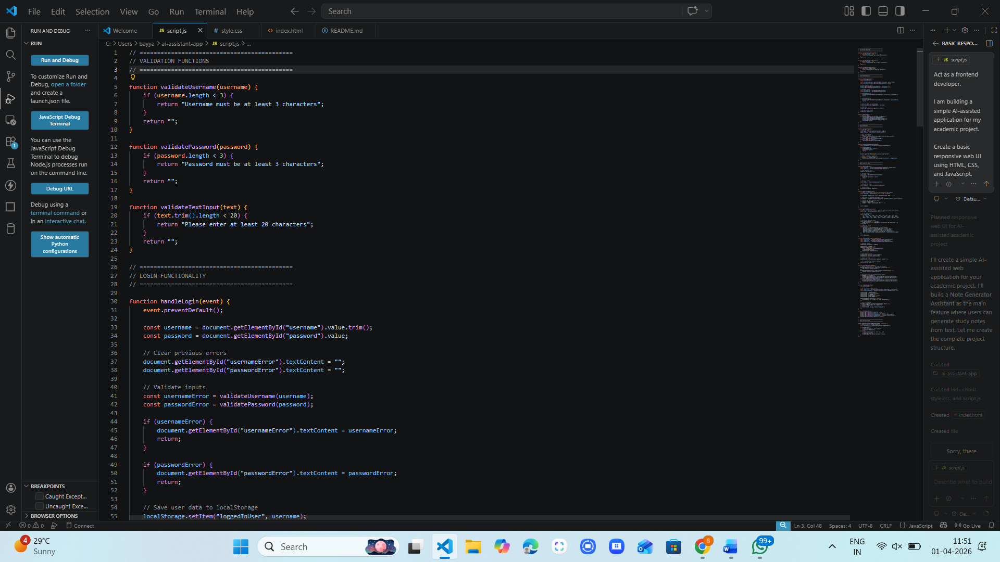 File Edit Selection View Go Run Terminal Help
Search
RUN AND DEBUG
RUN
Run and Debug
To customize Run and
Debug, open a folder
and create a
launch.json file.
JavaScript Debug
Terminal
You can use the
JavaScript Debug
Terminal to debug
Node.js processes run
on the command line.
Debug URL
Debug using a
terminal command or
in an interactive chat.
Show automatic
Python
configurations
BREAKPOINTS
Caught Except...
Uncaught Exce...
BROWSER OPTIONS
1
Welcome
JS script.js
# style.css
<> index.html
README.md
C: > Users > bayya > ai-assistant-app > JS script.js > ...
1 // ============================================
2 // VALIDATION FUNCTIONS
3 // ============================================
4
5 function validateUsername(username) {
6 if (username.length < 3) {
7 return "Username must be at least 3 characters";
8 }
9 return "";
10 }
11
12 function validatePassword(password) {
13 if (password.length < 3) {
14 return "Password must be at least 3 characters";
15 }
16 return "";
17 }
18
19 function validateTextInput(text) {
20 if (text.trim().length < 20) {
21 return "Please enter at least 20 characters";
22 }
23 return "";
24 }
25
26 // ============================================
27 // LOGIN FUNCTIONALITY
28 // ============================================
29
30 function handleLogin(event) {
31 event.preventDefault();
32
33 const username = document.getElementById("username").value.trim();
34 const password = document.getElementById("password").value;
35
36 // Clear previous errors
37 document.getElementById("usernameError").textContent = "";
38 document.getElementById("passwordError").textContent = "";
39
40 // Validate inputs
41 const usernameError = validateUsername(username);
42 const passwordError = validatePassword(password);
43
44 if (usernameError) {
45 document.getElementById("usernameError").textContent = usernameError;
46 return;
47 }
48
49 if (passwordError) {
50 document.getElementById("passwordError").textContent = passwordError;
51 return;
52 }
53
54 // Save user data to localStorage
55 localStorage.setItem("loggedInUser", username);
BASIC RESPO...
JS script.js
Act as a frontend
developer.
I am building a
simple AI-assisted
application for my
academic project.
Create a basic
responsive web UI
using HTML, CSS,
and JavaScript.
Defau...
Planned responsive
web UI for AI-
assisted academic
project
I'll create a simple AI-
assisted web
application for your
academic project. I'll
build a Note Generator
Assistant as the main
feature where users can
generate study notes
from text. Let me create
the complete project
structure.
Created
ai-assistant-app
Created index.html,
style.css, and script.js
Created <> index.html
Created file
Sorry, there
JS script.js
Describe what to build
De...
0 0
Connect
Ln 3, Col 48
Spaces: 4
UTF-8
CRLF
{ } JavaScript
Go Live
4
29°C
Sunny
Search
S
W
99+
ENG
IN
11:51
01-04-2026